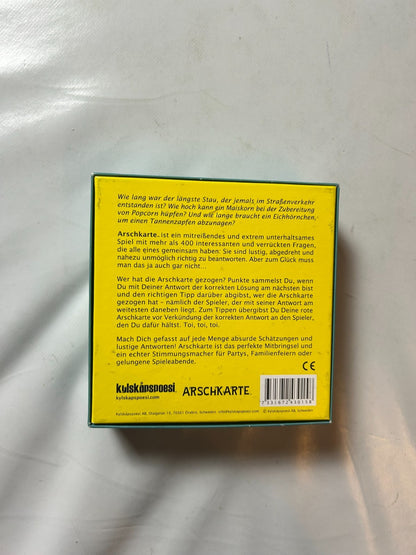 Wie lang war der längste Stau, der jemals im Straßenverkehr
entstanden ist? Wie hoch kann ein Maiskorn bei der Zubereitung
von Popcorn hüpfen? Und wie lange braucht ein Eichhörnchen,
um einen Tannenzapfen abzunagen?
Arschkarte. ist ein mitreißendes und extrem unterhaltsames
Spiel mit mehr als 400 interessanten und verrückten Fragen,
die alle eines gemeinsam haben: Sie sind lustig, abgedreht und
nahezu unmöglich richtig zu beantworten. Aber zum Glück muss
man das ja auch gar nicht...
Wer hat die Arschkarte gezogen? Punkte sammelst Du, wenn
Du mit Deiner Antwort der korrekten Lösung am nächsten bist
und den richtigen Tipp darüber abgibst, wer die Arschkarte
gezogen hat – nämlich der Spieler, der mit seiner Antwort am
weitesten daneben liegt. Zum Tippen übergibst Du Deine rote
Arschkarte vor Verkündung der korrekten Antwort an den Spieler,
den Du dafür hältst. Toi, toi, toi.
Mach Dich gefasst auf jede Menge absurde Schätzungen und
lustige Antworten! Arschkarte ist das perfekte Mitbringsel und
ein echter Stimmungsmacher für Partys, Familienfeiern oder
gelungene Spieleabende.
CE
kylskåpspoesi
kylskapspoesi.com
ARSCHKARTE
7 332672 930158